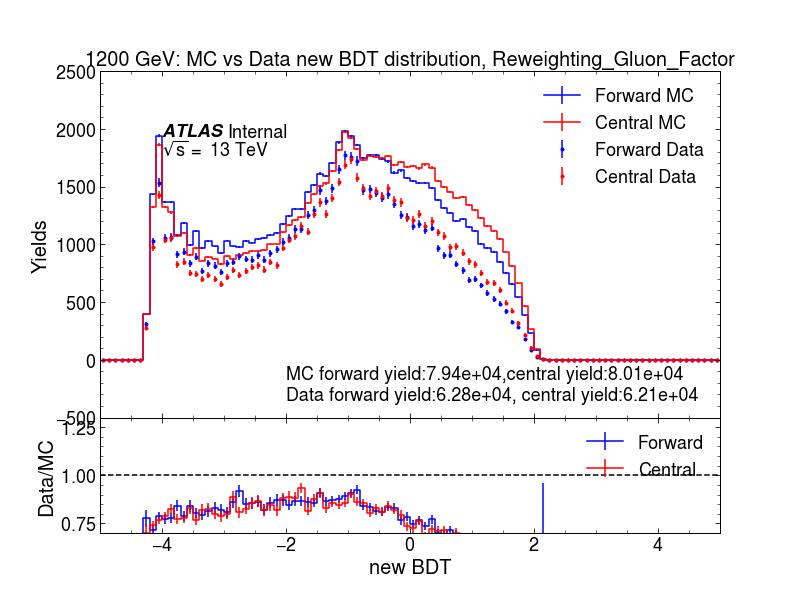 1200 GeV: MC vs Data new BDT distribution, Reweighting_Gluon_Factor
2500
2000
1500
1000
500
0
−500
Yields
ATLAS Internal
√s = 13 TeV
Forward MC
Central MC
Forward Data
Central Data
MC forward yield:7.94e+04,central yield:8.01e+04
Data forward yield:6.28e+04, central yield:6.21e+04
1.25
1.00
0.75
Data/MC
Forward
Central
−4 −2 0 2 4
new BDT